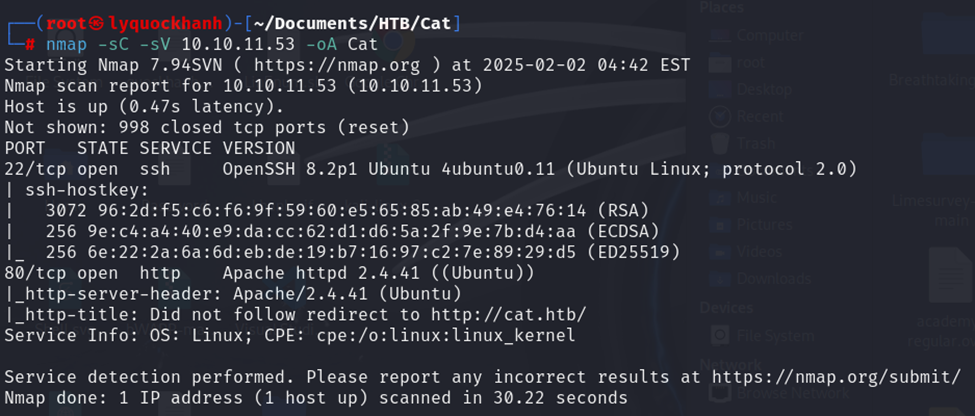 ┌──(root㉿lyquockhanh)-[~/Documents/HTB/Cat]
└─# nmap -sC -sV 10.10.11.53 -oA Cat
Starting Nmap 7.94SVN ( https://nmap.org ) at 2025-02-02 04:42 EST
Nmap scan report for 10.10.11.53 (10.10.11.53)
Host is up (0.47s latency).
Not shown: 998 closed tcp ports (reset)
PORT   STATE SERVICE VERSION
22/tcp open  ssh     OpenSSH 8.2p1 Ubuntu 4ubuntu0.11 (Ubuntu Linux; protocol 2.0)
| ssh-hostkey:
|   3072 96:2d:f5:c6:f6:9f:59:60:e5:65:85:ab:49:e4:76:14 (RSA)
|   256 9e:c4:a4:40:e9:da:cc:62:d1:d6:5a:2f:9e:7b:d4:aa (ECDSA)
|_  256 6e:22:2a:6a:6d:eb:de:19:b7:16:97:c2:7e:89:29:d5 (ED25519)
80/tcp open  http    Apache httpd 2.4.41 ((Ubuntu))
|_http-server-header: Apache/2.4.41 (Ubuntu)
|_http-title: Did not follow redirect to http://cat.htb/
Service Info: OS: Linux; CPE: cpe:/o:linux:linux_kernel
Service detection performed. Please report any incorrect results at https://nmap.org/submit/
Nmap done: 1 IP address (1 host up) scanned in 30.22 seconds
Places
Computer
root
Desktop
Recent
Trash
Music
Pictures
Videos
Downloads
Devices
File System
Network
Browse Network
Breathtaking
Limesurvey-
main